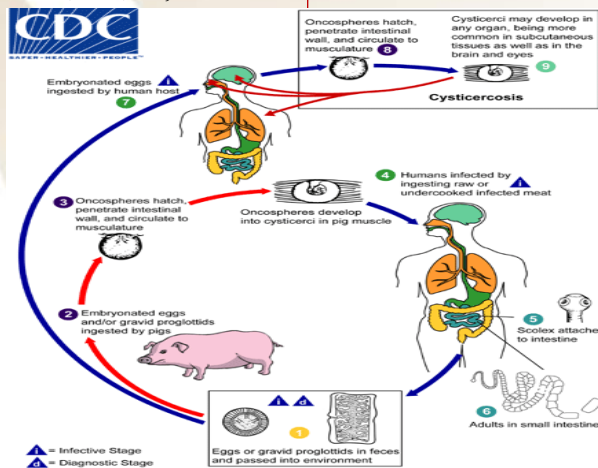 CDC
SAFER • HEALTHIER • PEOPLE™
Oncospheres hatch,
penetrate intestinal
wall, and circulate to
musculature 8
Cysticerci may develop in
any organ, being more
common in subcutaneous
tissues as well as in the
brain and eyes
9
Cysticercosis
Embryonated eggs i
ingested by human host
7
4 Humans infected by
ingesting raw or
undercooked infected meat
i
3 Oncospheres hatch,
penetrate intestinal
wall, and circulate to
musculature
Oncospheres develop
into cysticerci in pig muscle
2 Embryonated eggs
and/or gravid proglottids
ingested by pigs
5
Scolex attache
to intestine
6
Adults in small intestine
i d
1
Eggs or gravid proglottids in feces
and passed into environment
i = Infective Stage
d = Diagnostic Stage